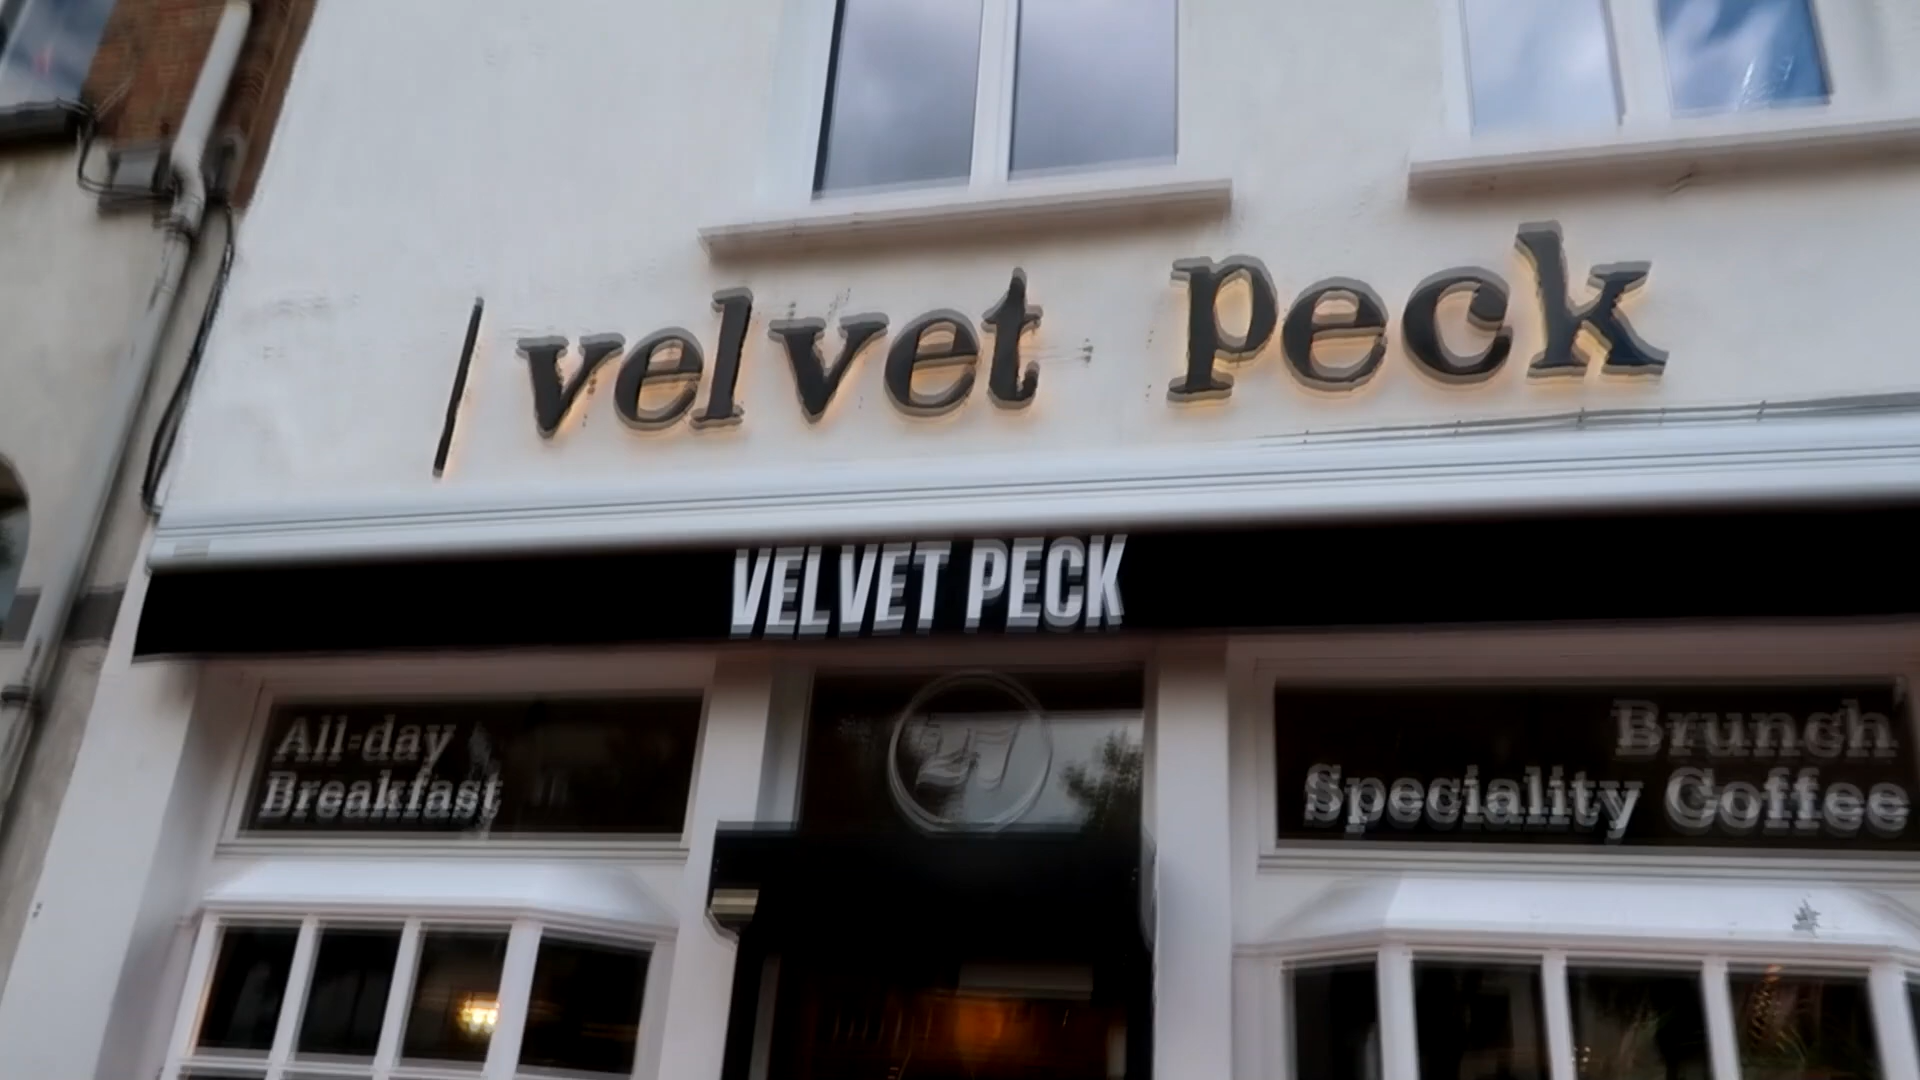 velvet peck
VELVET PECK
27
All-day
Breakfast
Brunch
Speciality Coffee